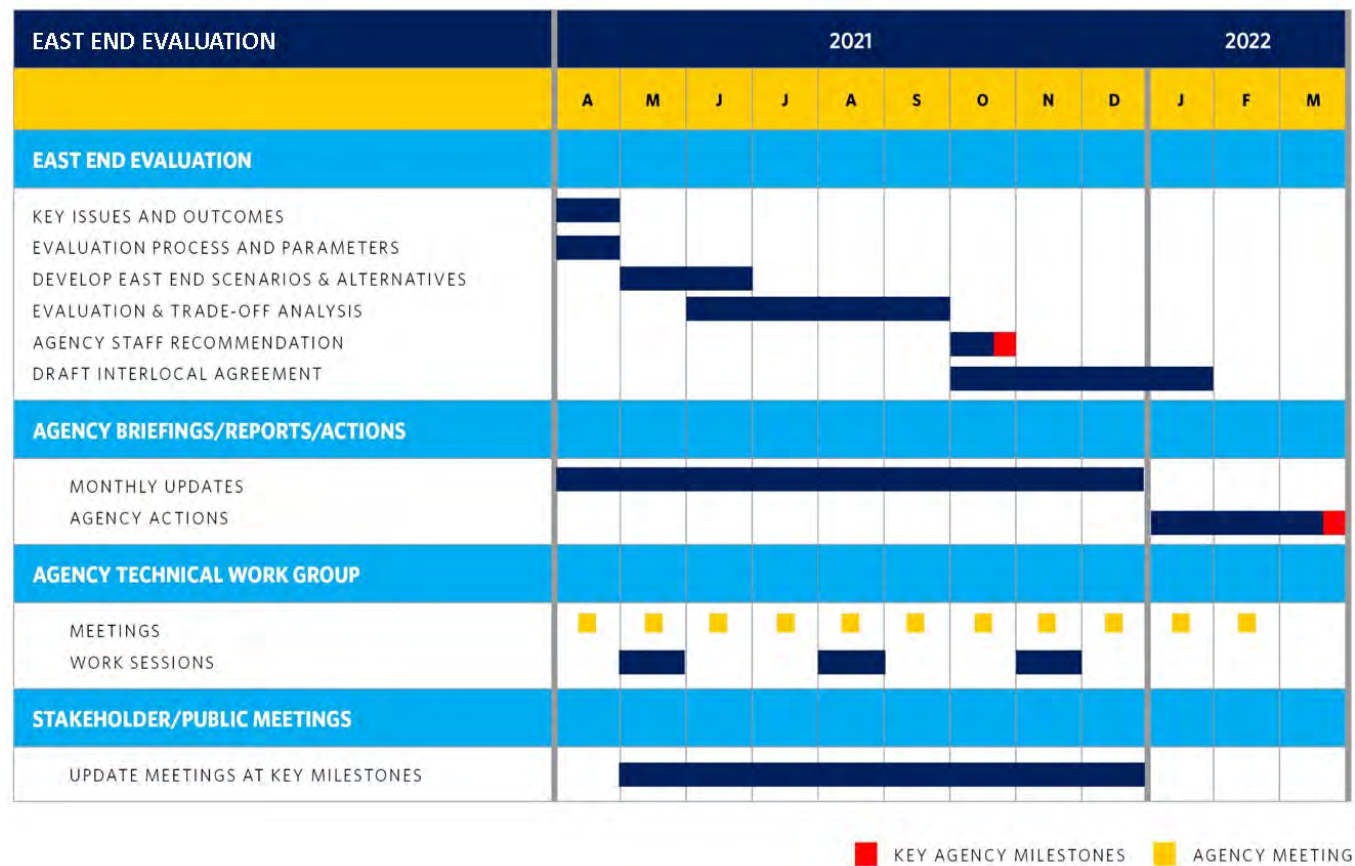 EAST END EVALUATION 2021 2022
A M J J A S O N D J F M
EAST END EVALUATION
KEY ISSUES AND OUTCOMES
EVALUATION PROCESS AND PARAMETERS
DEVELOP EAST END SCENARIOS & ALTERNATIVES
EVALUATION & TRADE-OFF ANALYSIS
AGENCY STAFF RECOMMENDATION
DRAFT INTERLOCAL AGREEMENT
AGENCY BRIEFINGS/REPORTS/ACTIONS
MONTHLY UPDATES
AGENCY ACTIONS
AGENCY TECHNICAL WORK GROUP
MEETINGS
WORK SESSIONS
STAKEHOLDER/PUBLIC MEETINGS
UPDATE MEETINGS AT KEY MILESTONES
KEY AGENCY MILESTONES AGENCY MEETING